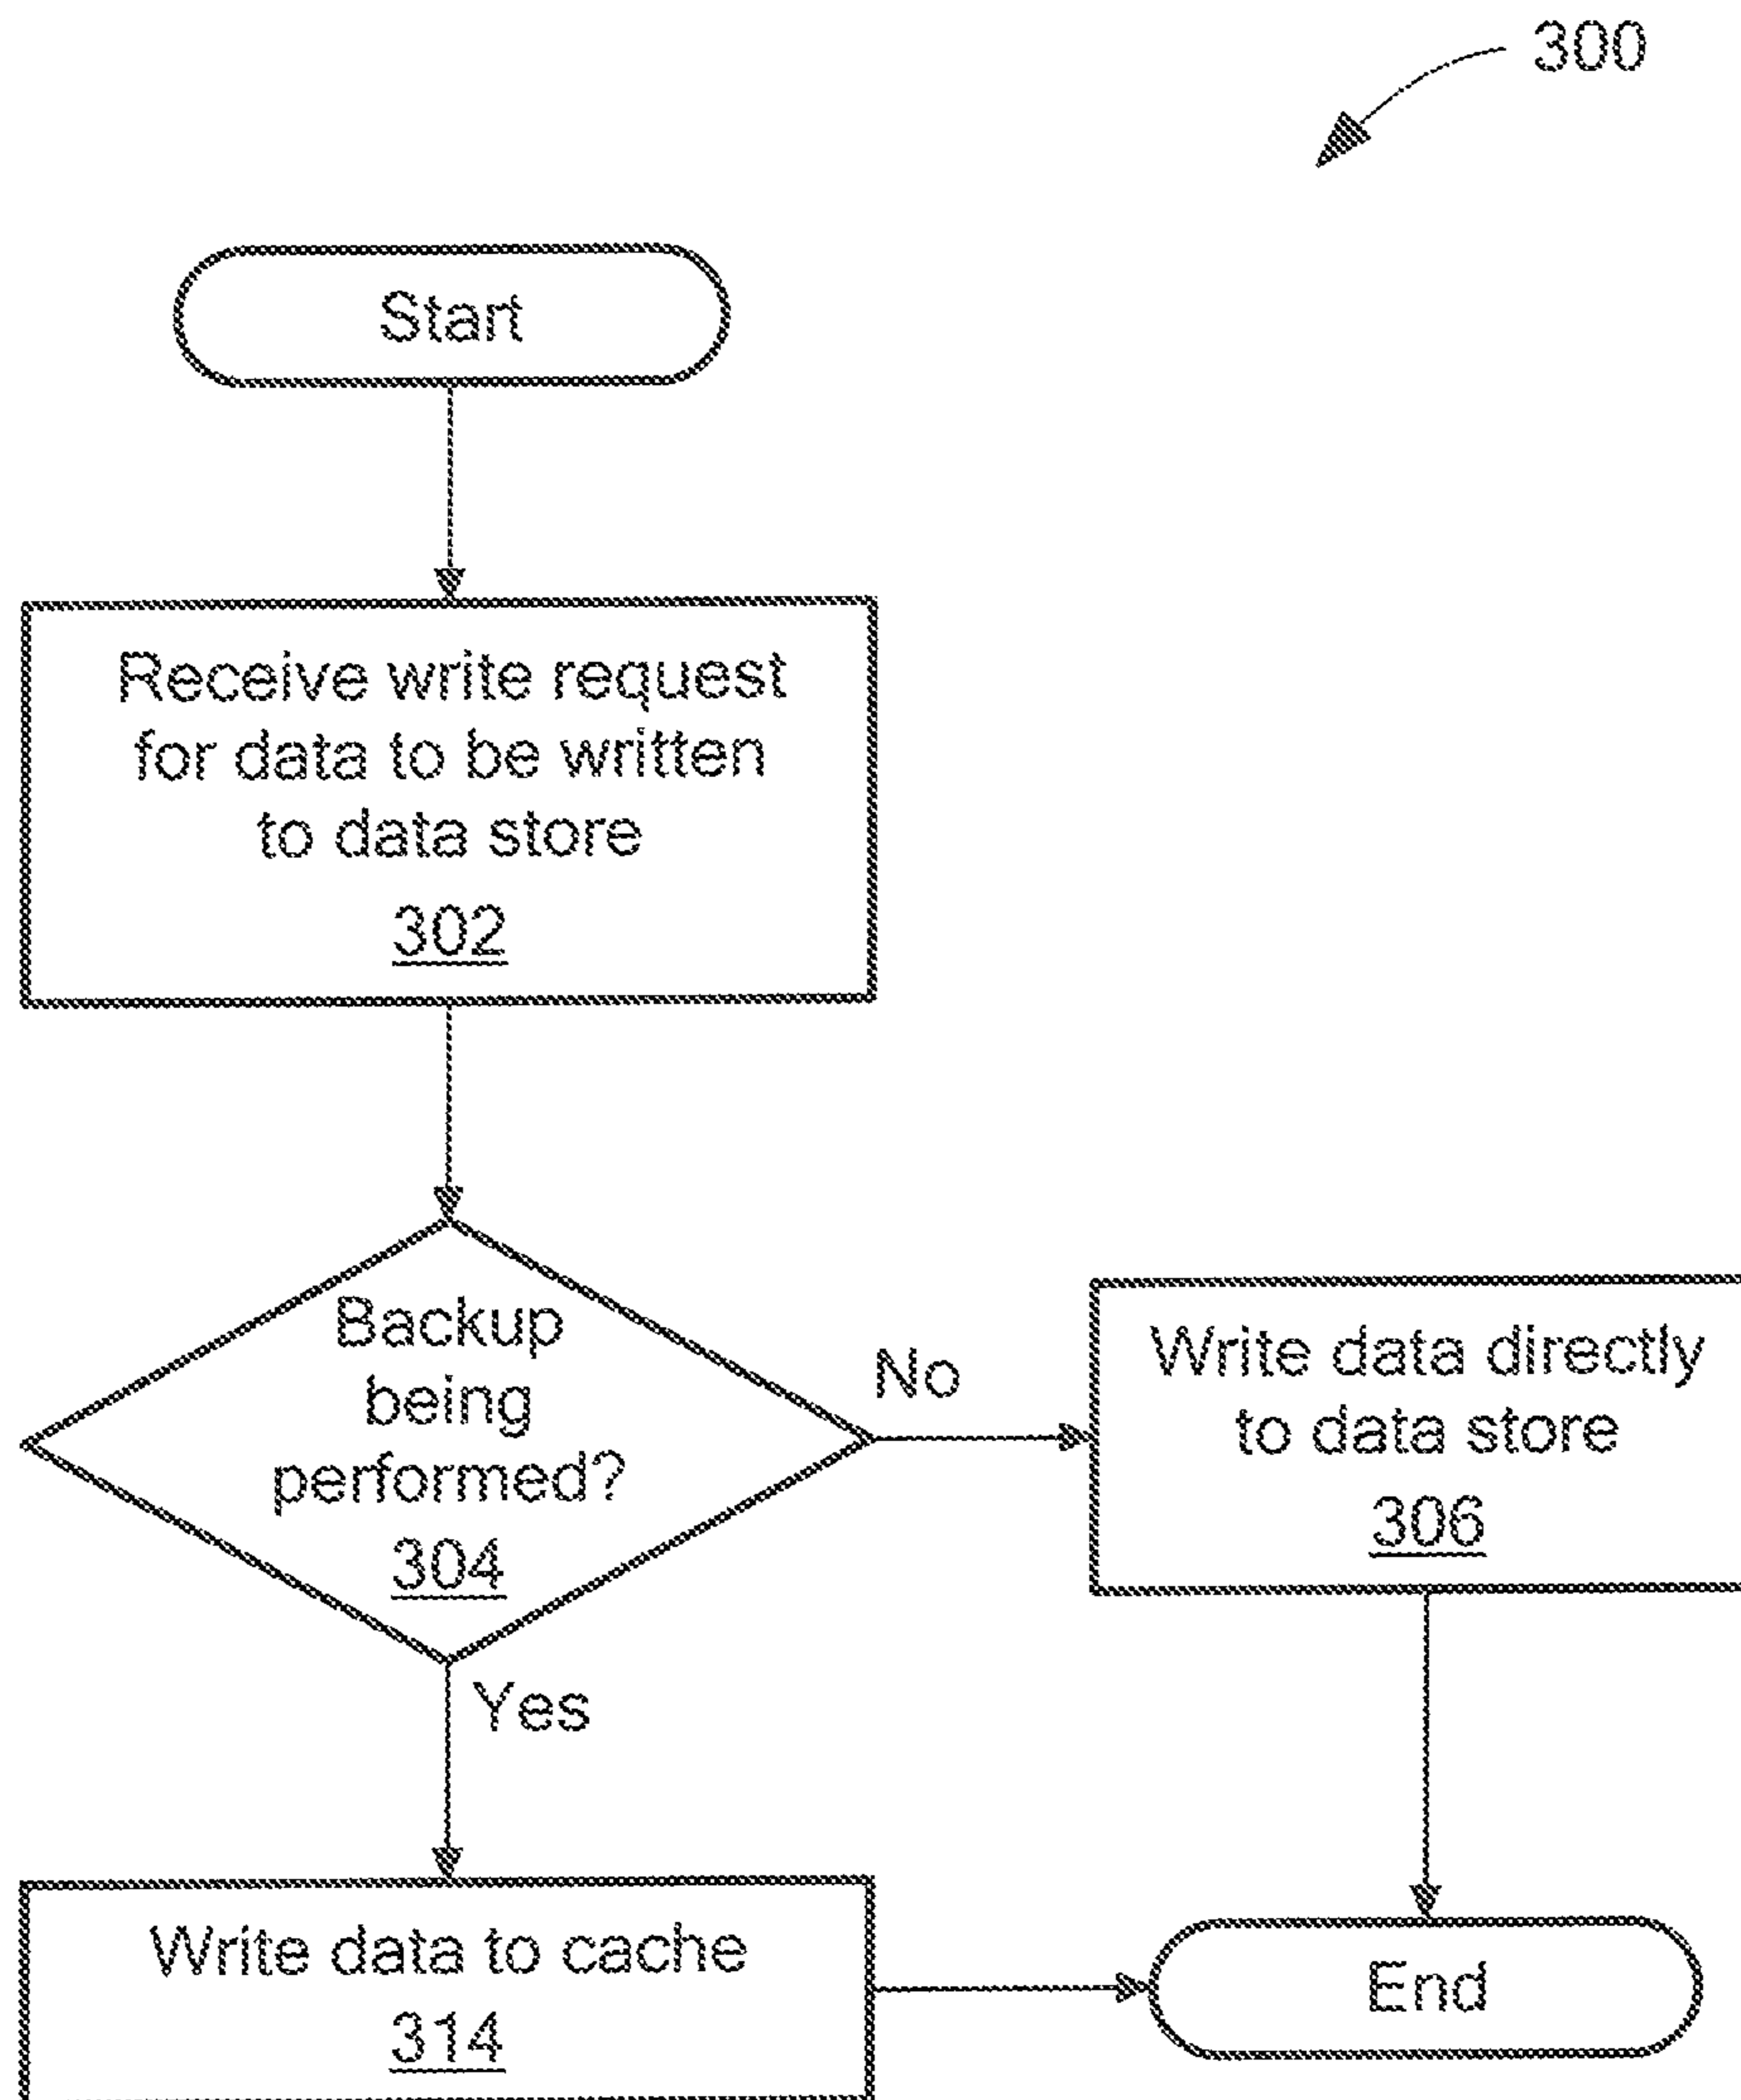 300
Start
Receive write request
for data to be written
to data store
302
Backup
being
performed?
304
No
Write data directly
to data store
306
Yes
Write data to cache
314
End